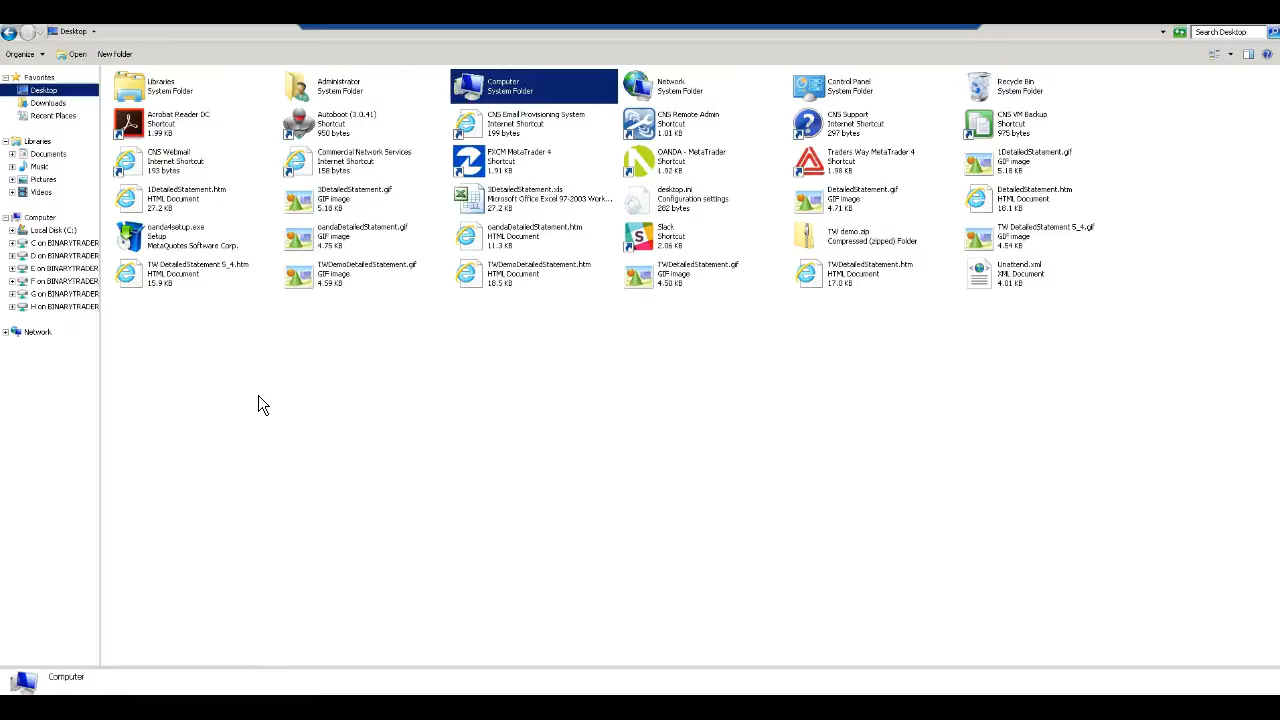 Desktop
Search Desktop
Organize
Open
New folder
Favorites
Desktop
Downloads
Recent Places
Libraries
Documents
Music
Pictures
Videos
Computer
Local Disk (C:)
C on BINARYTRADER
D on BINARYTRADER
E on BINARYTRADER
F on BINARYTRADER
G on BINARYTRADER
H on BINARYTRADER
Network
Libraries
System Folder
Administrator
System Folder
Computer
System Folder
Network
System Folder
Control Panel
System Folder
Recycle Bin
System Folder
Acrobat Reader DC
Shortcut
1.99 KB
Autoboot (3.0.41)
Shortcut
950 bytes
CNS Email Provisioning System
Internet Shortcut
199 bytes
CNS Remote Admin
Shortcut
1.81 KB
CNS Support
Internet Shortcut
297 bytes
CNS VM Backup
Shortcut
975 bytes
CNS Webmail
Internet Shortcut
193 bytes
Commercial Network Services
Internet Shortcut
158 bytes
FXCM MetaTrader 4
Shortcut
1.91 KB
OANDA - MetaTrader
Shortcut
1.92 KB
Traders Way MetaTrader 4
Shortcut
1.98 KB
1DetailedStatement.gif
GIF image
5.18 KB
1DetailedStatement.htm
HTML Document
27.2 KB
3DetailedStatement.gif
GIF image
5.18 KB
3DetailedStatement.xls
Microsoft Office Excel 97-2003 Work...
27.2 KB
desktop.ini
Configuration settings
282 bytes
DetailedStatement.gif
GIF image
4.71 KB
DetailedStatement.htm
HTML Document
18.1 KB
oanda4setup.exe
Setup
MetaQuotes Software Corp.
oandaDetailedStatement.gif
GIF image
4.75 KB
oandaDetailedStatement.htm
HTML Document
11.3 KB
Slack
Shortcut
2.06 KB
TW demo.zip
Compressed (zipped) Folder
TW DetailedStatement 5_4.gif
GIF image
4.54 KB
TW DetailedStatement 5_4.htm
HTML Document
15.9 KB
TWDemoDetailedStatement.gif
GIF image
4.59 KB
TWDemoDetailedStatement.htm
HTML Document
18.5 KB
TWDetailedStatement.gif
GIF image
4.50 KB
TWDetailedStatement.htm
HTML Document
17.0 KB
Unattend.xml
XML Document
4.01 KB
Computer